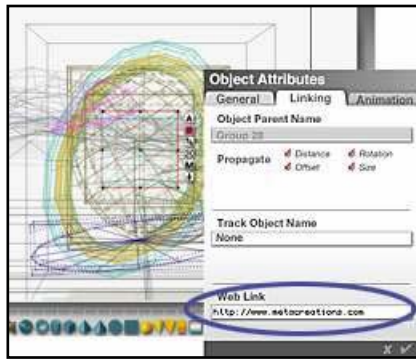 Object Attributes
General Linking Animation
Object Parent Name
Group 28
Propagate Distance Rotation
Offset Size
Track Object Name
None
Web Link
http://www.metacreations.com
A
M